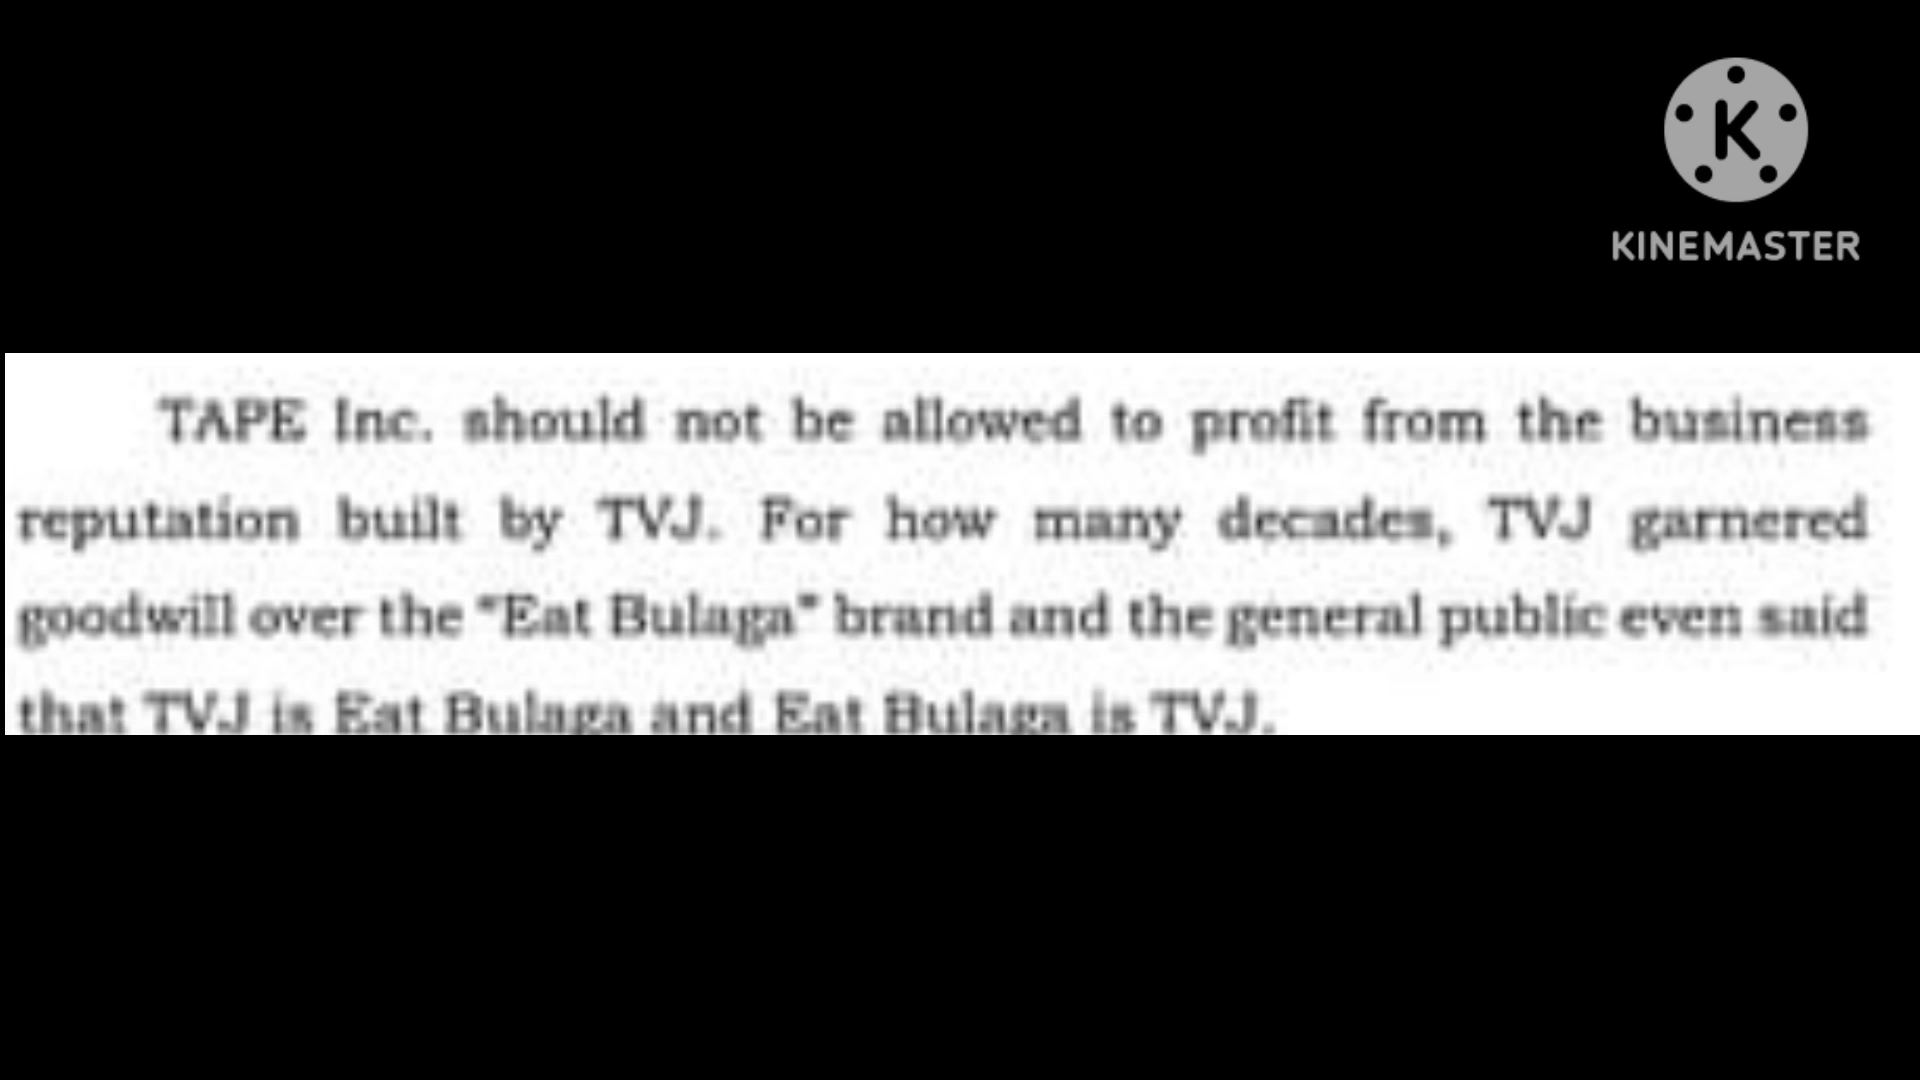 KINEMASTER
TAPE Inc. should not be allowed to profit from the business
reputation built by TVJ. For how many decades, TVJ garnered
goodwill over the “Eat Bulaga” brand and the general public even said
that TVJ is Eat Bulaga and Eat Bulaga is TVJ.